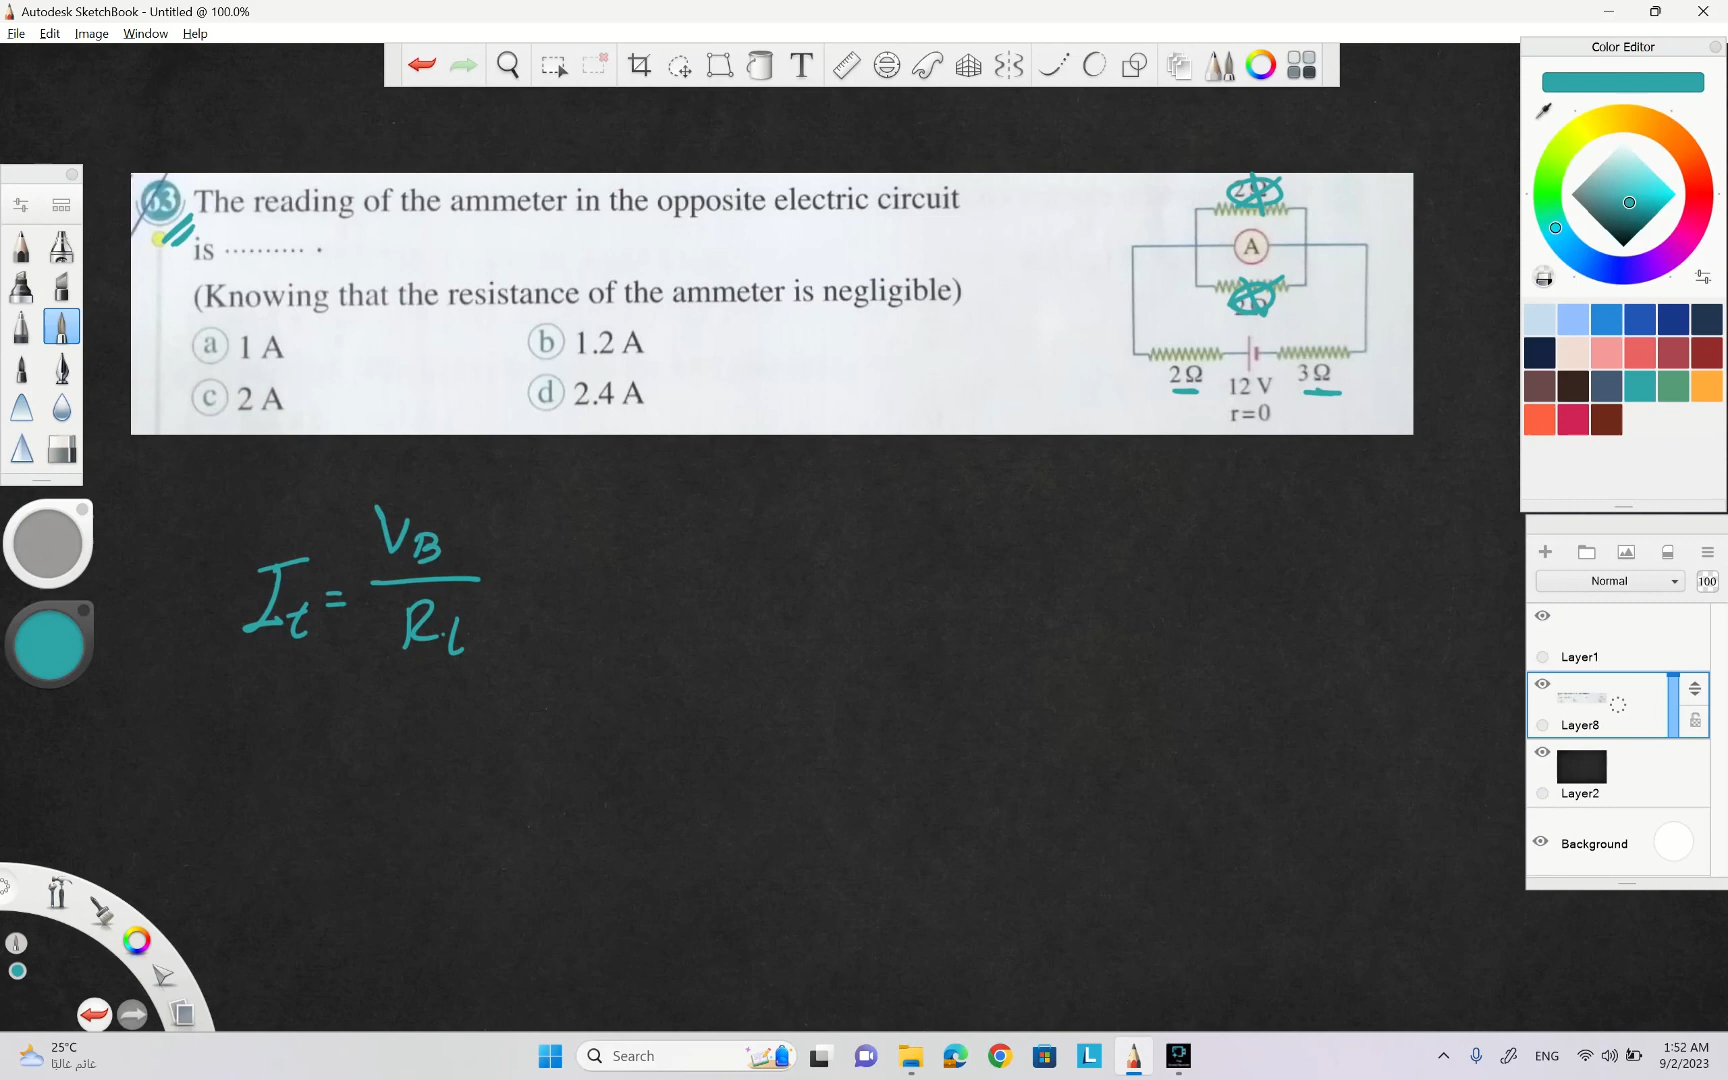 Autodesk SketchBook - Untitled @ 100.0%
File Edit Image Window Help
Color Editor
63 The reading of the ammeter in the opposite electric circuit
is .......... .
(Knowing that the resistance of the ammeter is negligible)
a 1 A b 1.2 A
c 2 A d 2.4 A
A
2Ω 12 V 3Ω
r=0
It = VB
Rt
Normal 100
Layer1
Layer8
Layer2
Background
25°C
غائم غالبًا
Search
L
ENG
1:52 AM
9/2/2023